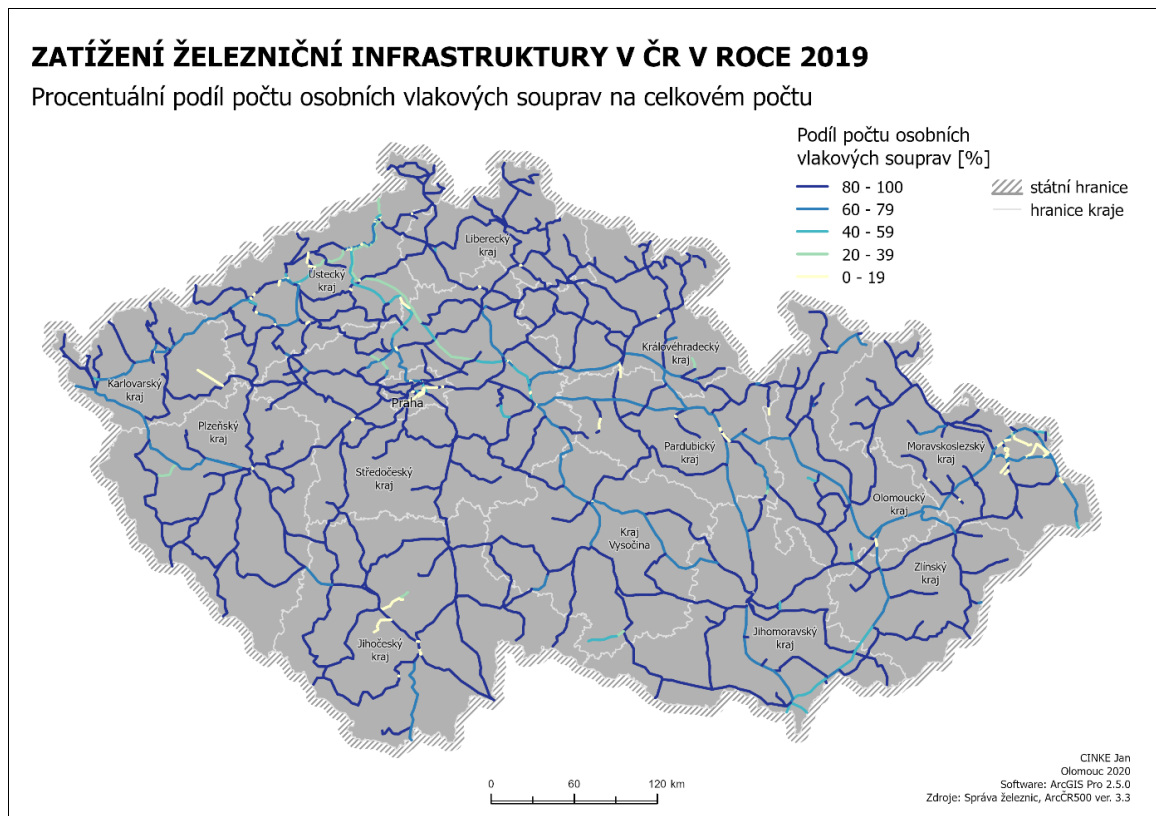 ZATÍŽENÍ ŽELEZNIČNÍ INFRASTRUKTURY V ČR V ROCE 2019
Procentuální podíl počtu osobních vlakových souprav na celkovém počtu
Podíl počtu osobních
vlakových souprav [%]
80 - 100
60 - 79
40 - 59
20 - 39
0 - 19
státní hranice
hranice kraje
Liberecký
kraj
Ústecký
kraj
Královéhradecký
kraj
Karlovarský
kraj
Praha
Plzeňský
kraj
Pardubický
kraj
Moravskoslezský
kraj
Středočeský
kraj
Olomoucký
kraj
Kraj
Vysočina
Zlínský
kraj
Jihomoravský
kraj
Jihočeský
kraj
0 60 120 km
CINKE Jan
Olomouc 2020
Software: ArcGIS Pro 2.5.0
Zdroje: Správa železnic, ArcČR500 ver. 3.3